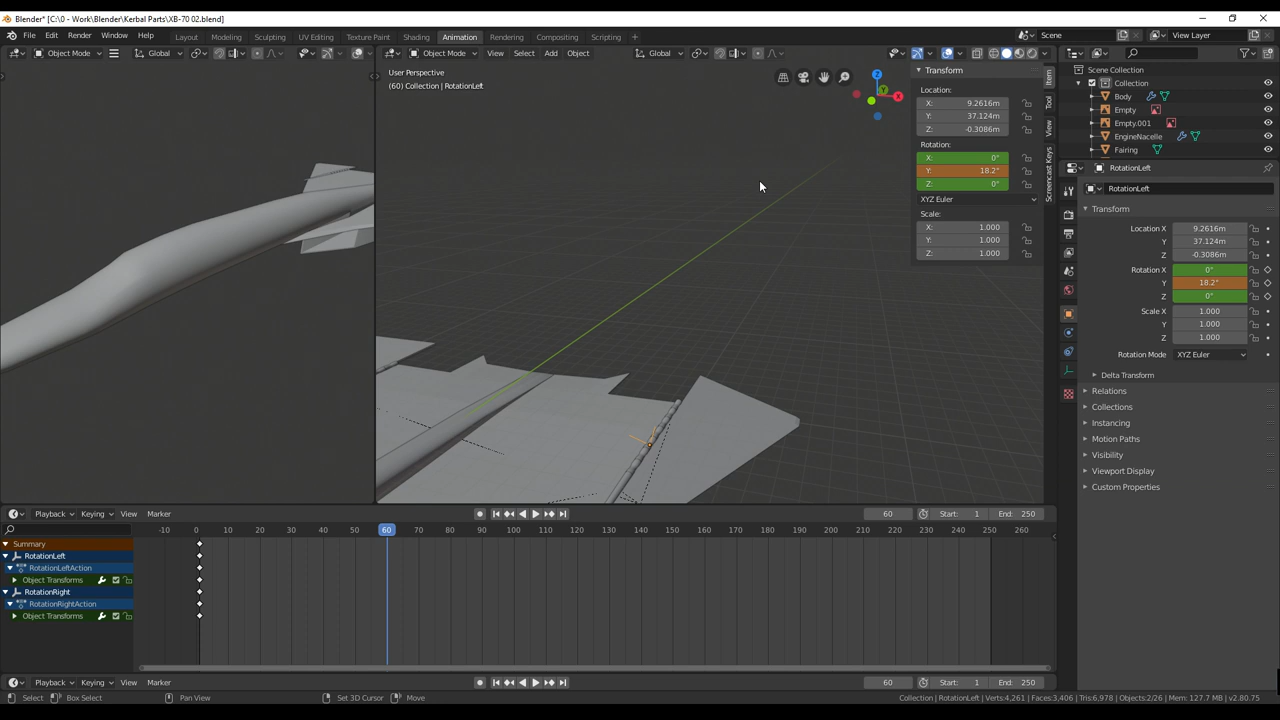 Blender* [C:\0 - Work\Blender\Kerbal Parts\XB-70 02.blend]
File Edit Render Window Help Layout Modeling Sculpting UV Editing Texture Paint Shading Animation Rendering Compositing Scripting + Scene View Layer
Object Mode Global Object Mode View Select Add Object Global
User Perspective
(60) Collection | RotationLeft
Z
Y
X
Transform
Location:
X: 9.2616m
Y: 37.124m
Z: -0.3086m
Rotation:
X: 0°
Y: 18.2°
Z: 0°
XYZ Euler
Scale:
X: 1.000
Y: 1.000
Z: 1.000
Item
Tool
View
Screencast Keys
Scene Collection
Collection
Body
Empty
Empty.001
EngineNacelle
Fairing
RotationLeft
RotationLeft
Transform
Location X 9.2616m
Y 37.124m
Z -0.3086m
Rotation X 0°
Y 18.2°
Z 0°
Scale X 1.000
Y 1.000
Z 1.000
Rotation Mode XYZ Euler
Delta Transform
Relations
Collections
Instancing
Motion Paths
Visibility
Viewport Display
Custom Properties
Playback Keying View Marker 60 Start: 1 End: 250
-10 0 10 20 30 40 50 60 70 80 90 100 110 120 130 140 150 160 170 180 190 200 210 220 230 240 250 260
Summary
RotationLeft
RotationLeftAction
Object Transforms
RotationRight
RotationRightAction
Object Transforms
Playback Keying View Marker 60 Start: 1 End: 250
Select Box Select Pan View Set 3D Cursor Move Collection | RotationLeft | Verts:4,261 | Faces:3,406 | Tris:6,978 | Objects:2/26 | Mem: 127.7 MB | v2.80.75